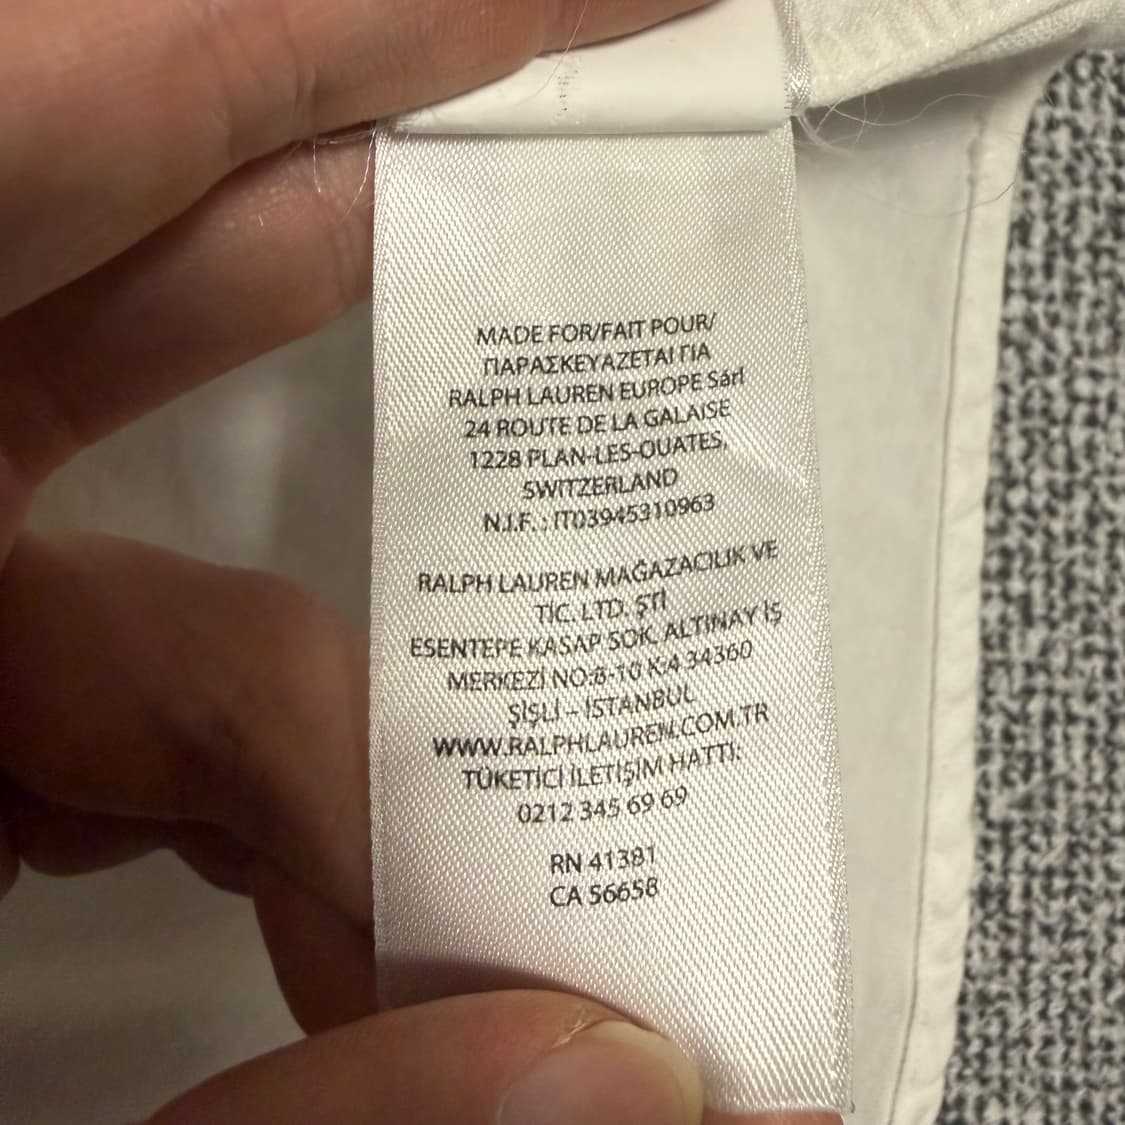 MADE FOR/FAIT POUR/
ΠΑΡΑΣΚΕΥΑΖΕΤΑΙ ΓΙΑ
RALPH LAUREN EUROPE Sárl
24 ROUTE DE LA GALAISE
1228 PLAN-LES-OUATES,
SWITZERLAND
N.I.F. : IT03945310963
RALPH LAUREN MAĞAZACILIK VE
TİC. LTD. ŞTİ
ESENTEPE KASAP SOK. ALTINAY İŞ
MERKEZİ NO:8-10 K:4 34360
ŞİŞLİ – İSTANBUL
WWW.RALPHLAUREN.COM.TR
TÜKETİCİ İLETİŞİM HATTI:
0212 345 69 69
RN 41381
CA 56658